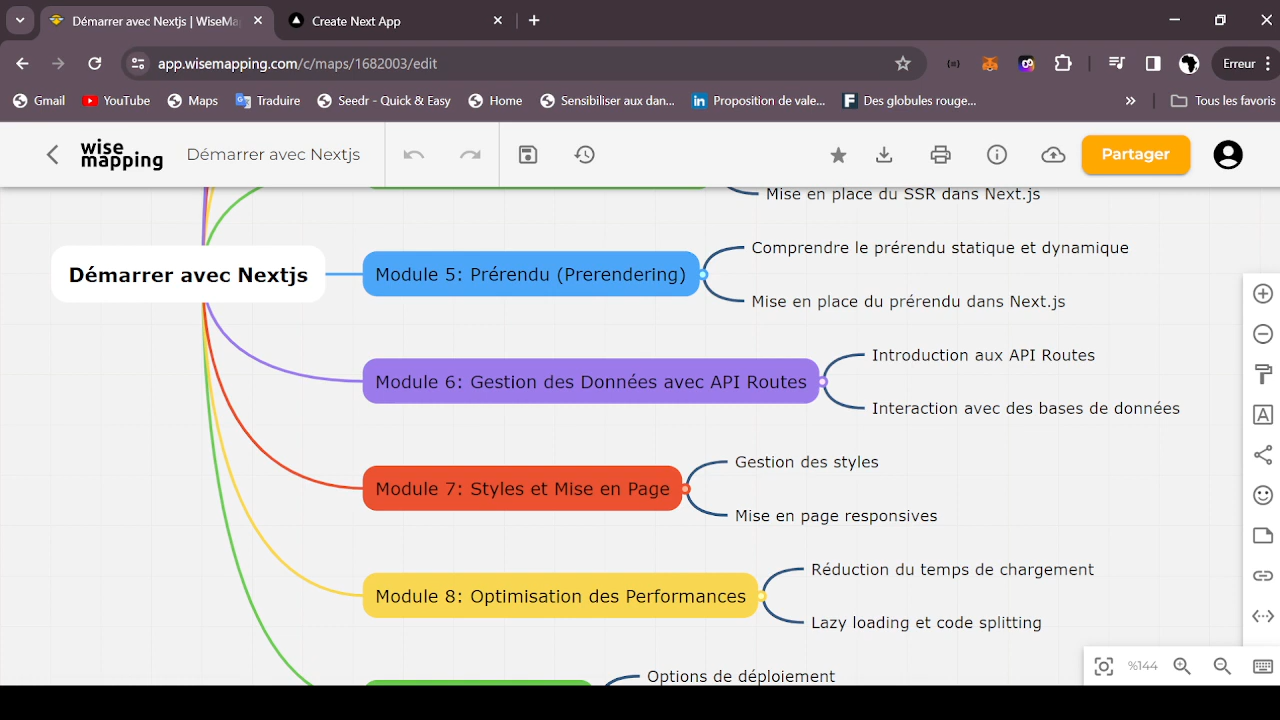 Démarrer avec Nextjs | WiseMa
Create Next App
app.wisemapping.com/c/maps/1682003/edit
Erreur
Gmail
YouTube
Maps
Traduire
Seedr - Quick & Easy
Home
Sensibiliser aux dan...
Proposition de vale...
Des globules rouge...
»
Tous les favoris
wise
mapping
Démarrer avec Nextjs
Partager
Mise en place du SSR dans Next.js
Démarrer avec Nextjs
Module 5: Prérendu (Prerendering)
Comprendre le prérendu statique et dynamique
Mise en place du prérendu dans Next.js
Module 6: Gestion des Données avec API Routes
Introduction aux API Routes
Interaction avec des bases de données
Module 7: Styles et Mise en Page
Gestion des styles
Mise en page responsives
Module 8: Optimisation des Performances
Réduction du temps de chargement
Lazy loading et code splitting
Options de déploiement
%144